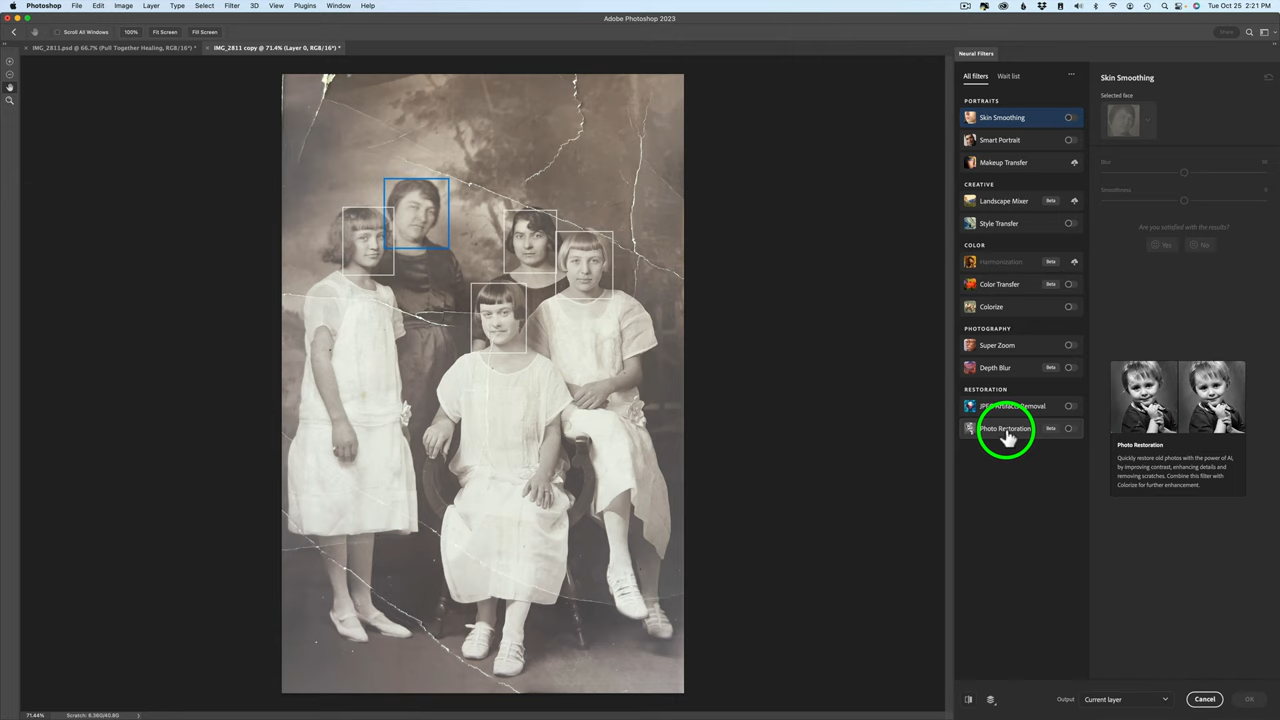 Photoshop File Edit Image Layer Type Select Filter 3D View Plugins Window Help
Tue Oct 25 2:21 PM
Adobe Photoshop 2023
Scroll All Windows 100% Fit Screen Fill Screen
Share
× IMG_2811.psd @ 66.7% (Pull Together Healing, RGB/16*) *
× IMG_2811 copy @ 71.4% (Layer 0, RGB/16*) *
Neural Filters
All filters
Wait list
PORTRAITS
Skin Smoothing
Smart Portrait
Makeup Transfer
CREATIVE
Landscape Mixer Beta
Style Transfer
COLOR
Harmonization Beta
Color Transfer Beta
Colorize
PHOTOGRAPHY
Super Zoom
Depth Blur Beta
RESTORATION
JPEG Artifacts Removal
Photo Restoration Beta
Skin Smoothing
Selected face
Blur
Smoothness
Are you satisfied with the results?
Yes No
Photo Restoration
Quickly restore old photos with the power of AI,
by improving contrast, enhancing details and
removing scratches. Combine this filter with
Colorize for further enhancement.
Output Current layer
Cancel OK
71.44% Scratch: 6.36G/40.8G